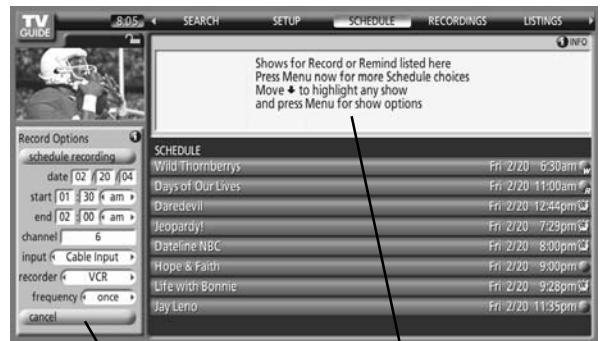 TV
GUIDE
8:05
SEARCH SETUP SCHEDULE RECORDINGS LISTINGS
INFO
Shows for Record or Remind listed here
Press Menu now for more Schedule choices
Move to highlight any show
and press Menu for show options
Record Options
schedule recording
date 02 / 20 / 04
start 01 : 30 am
end 02 : 00 am
channel 6
input Cable Input
recorder VCR
frequency once
cancel
SCHEDULE
Wild Thornberrys Fri 2/20 6:30am W
Days of Our Lives Fri 2/20 11:00am R
Daredevil Fri 2/20 12:44pm
Jeopardy! Fri 2/20 7:29pm
Dateline NBC Fri 2/20 8:00pm
Hope & Faith Fri 2/20 9:00pm
Life with Bonnie Fri 2/20 9:28pm
Jay Leno Fri 2/20 11:35pm